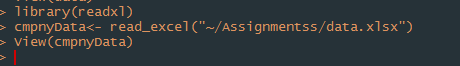 > library(readxl)
> cmpnyData<- read_excel("~/Assignmentss/data.xlsx")
> View(cmpnyData)
>